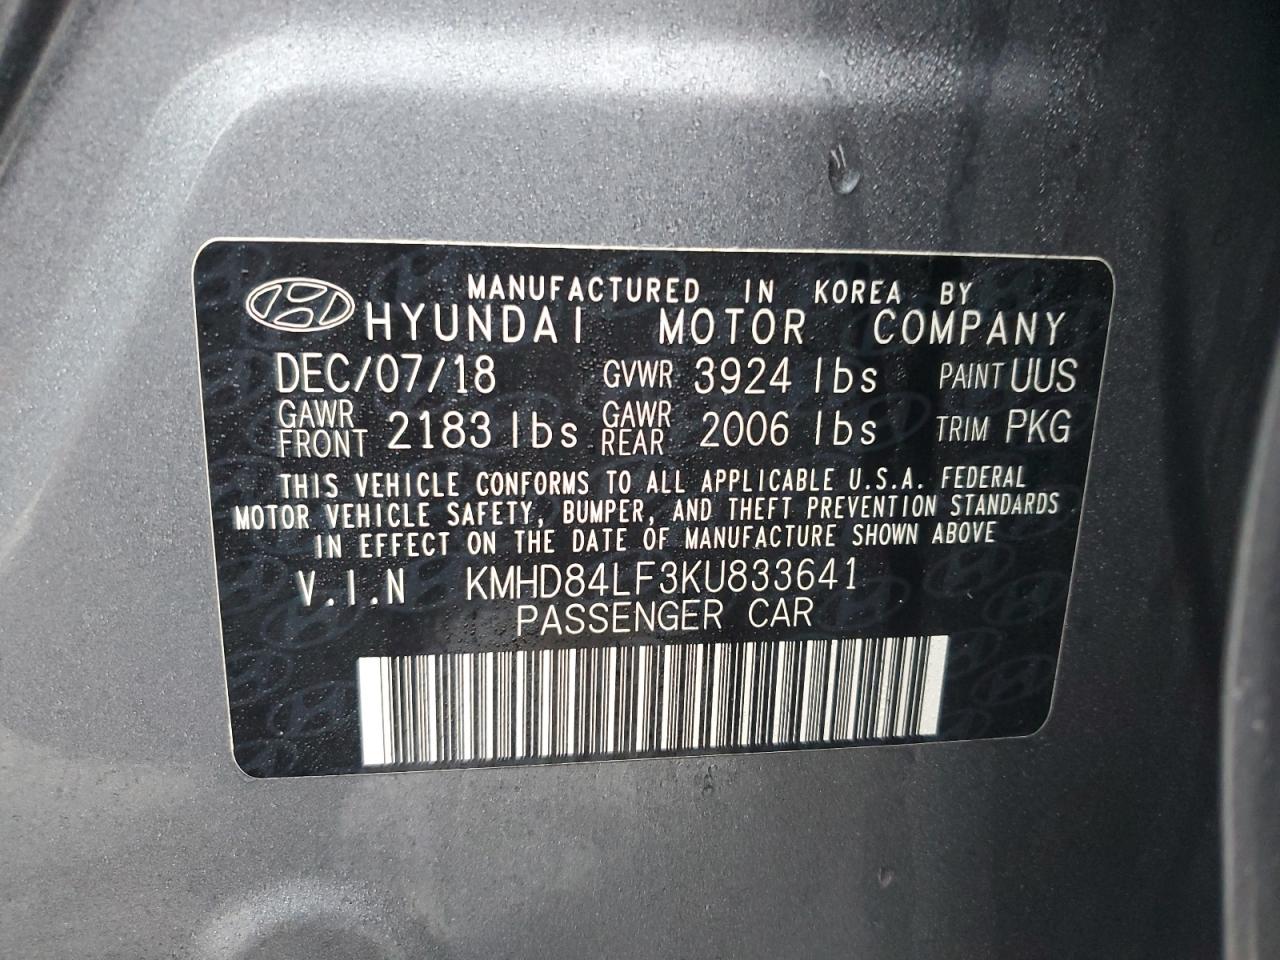 MANUFACTURED IN KOREA BY
HYUNDAI MOTOR COMPANY
DEC/07/18 GVWR 3924 lbs PAINT UUS
GAWR FRONT 2183 lbs GAWR REAR 2006 lbs TRIM PKG
THIS VEHICLE CONFORMS TO ALL APPLICABLE U.S.A. FEDERAL
MOTOR VEHICLE SAFETY, BUMPER, AND THEFT PREVENTION STANDARDS
IN EFFECT ON THE DATE OF MANUFACTURE SHOWN ABOVE
V.I.N KMHD84LF3KU833641
PASSENGER CAR